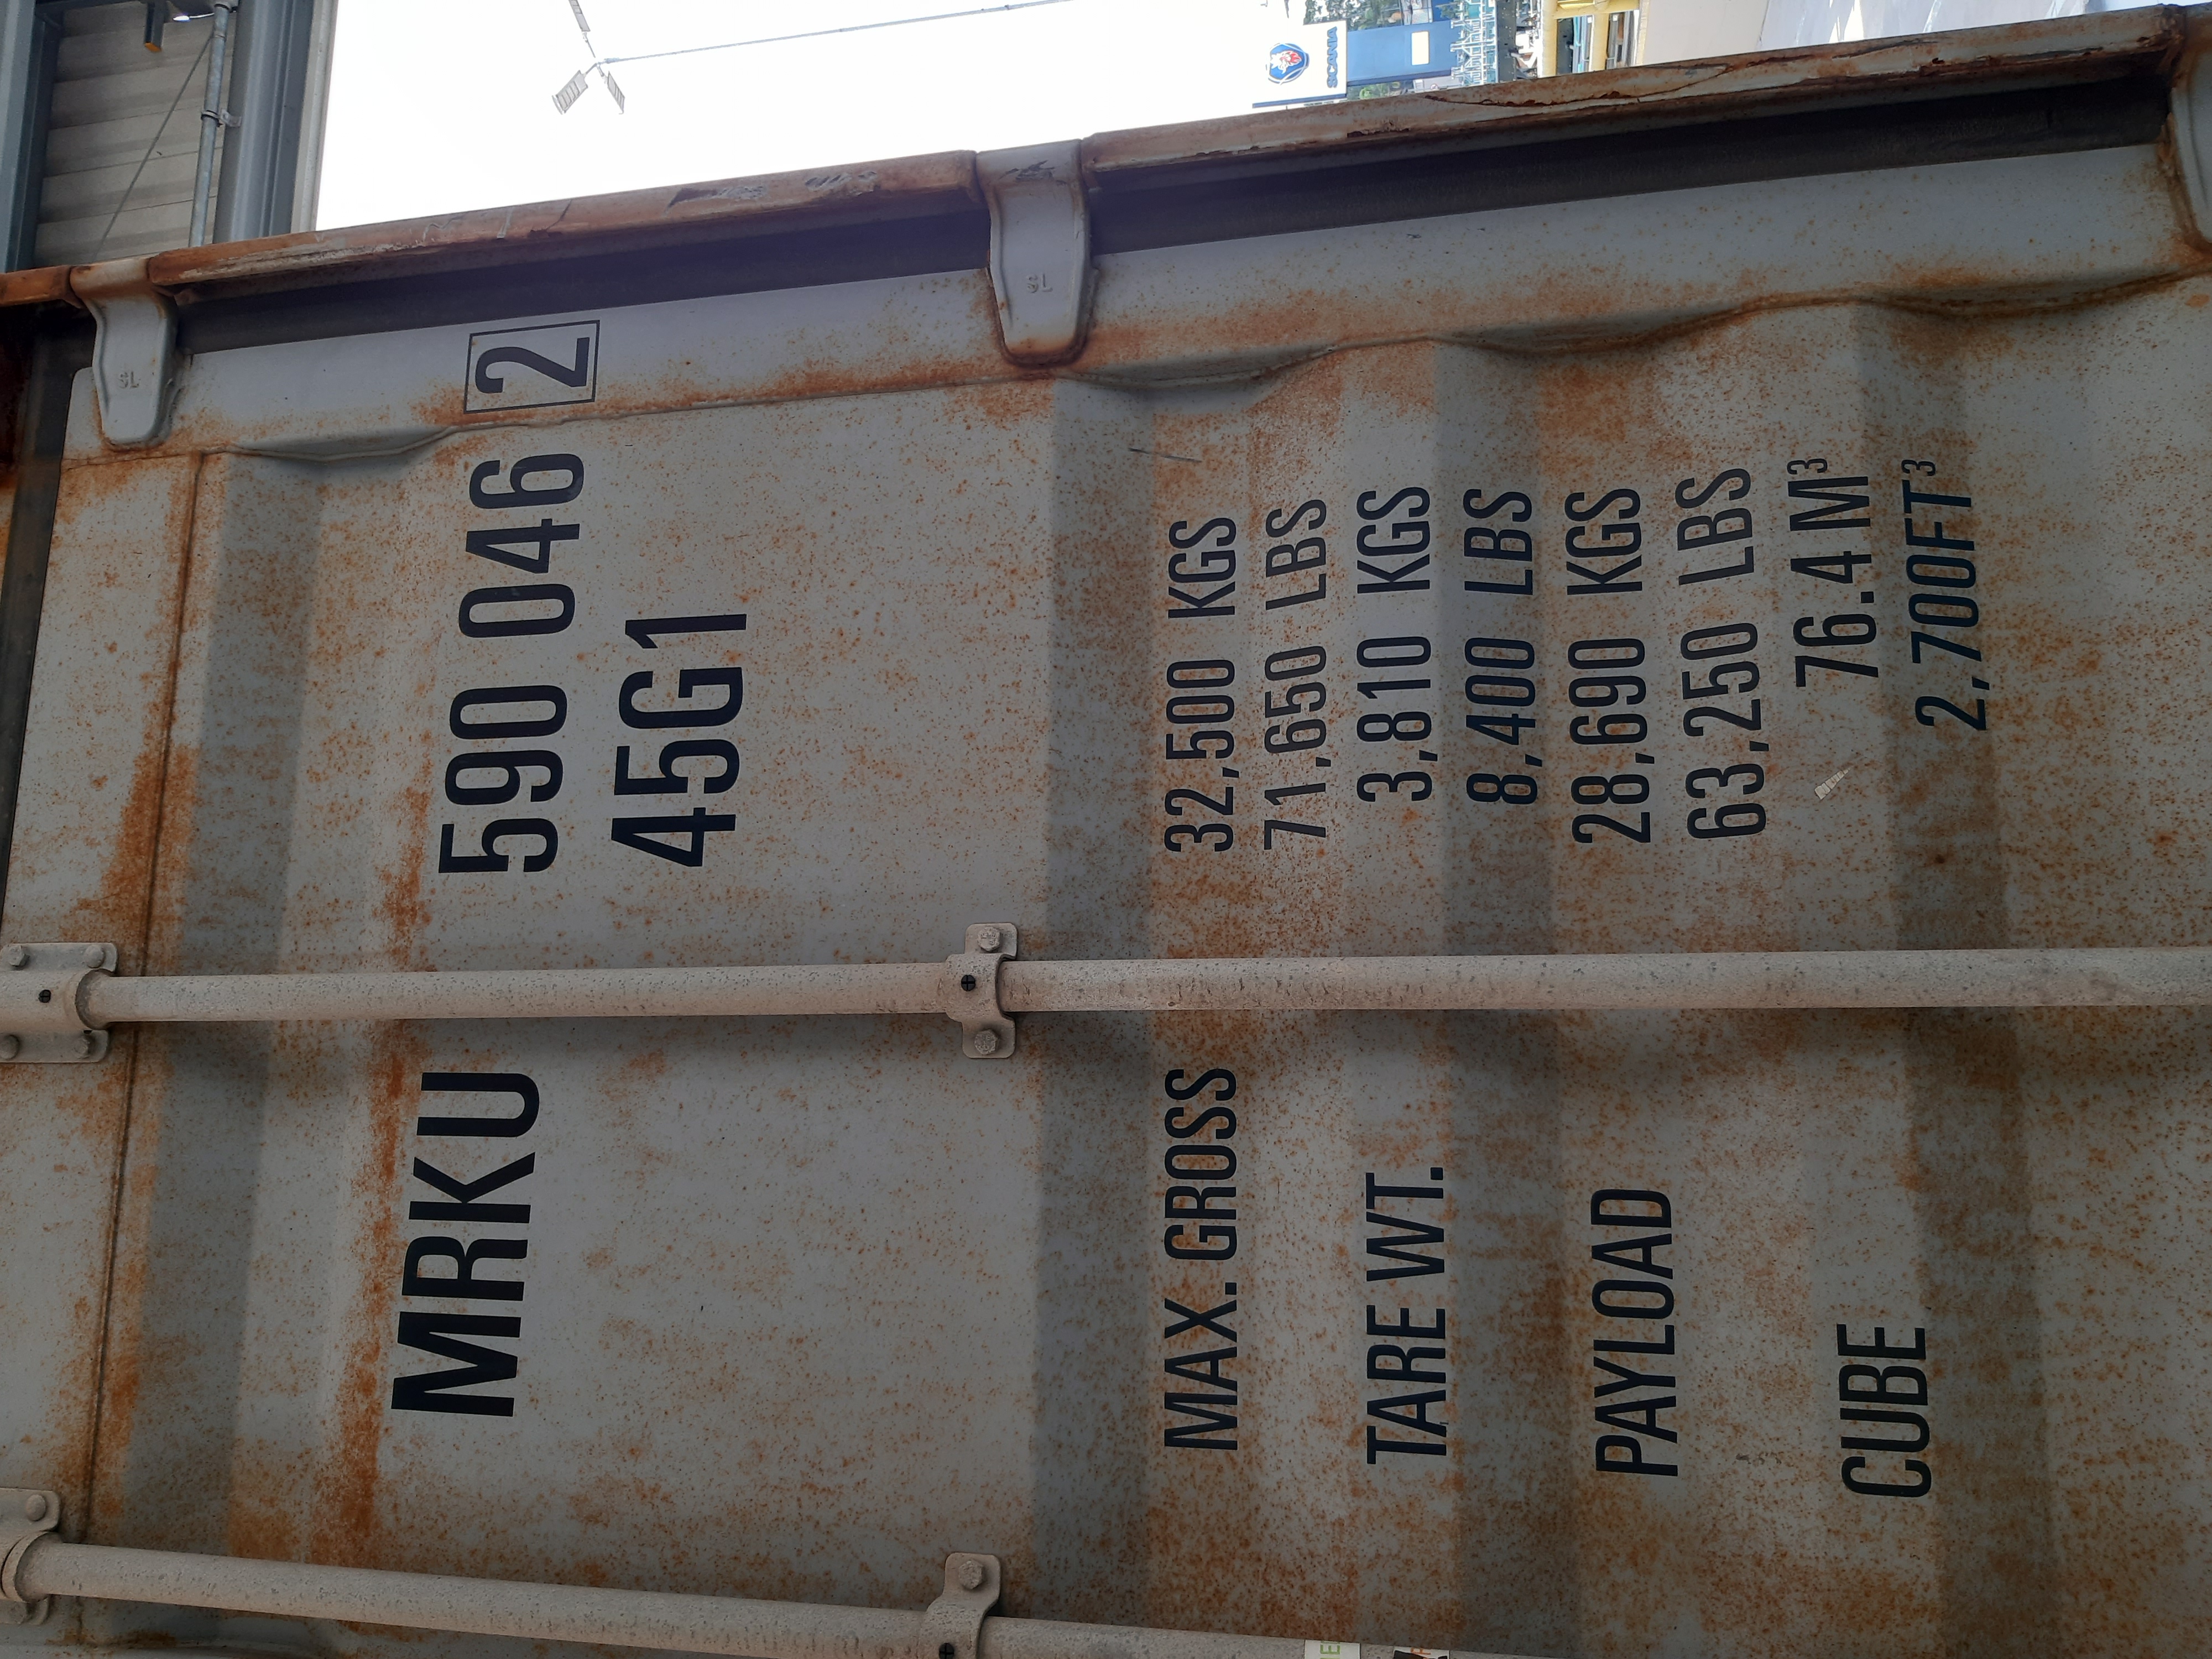 MRKU 590 046 2
45G1
MAX. GROSS 32,500 KGS
71,650 LBS
TARE WT. 3,810 KGS
8,400 LBS
PAYLOAD 28,690 KGS
63,250 LBS
CUBE 76.4 M³
2,700FT³
SL
SL
SCANIA